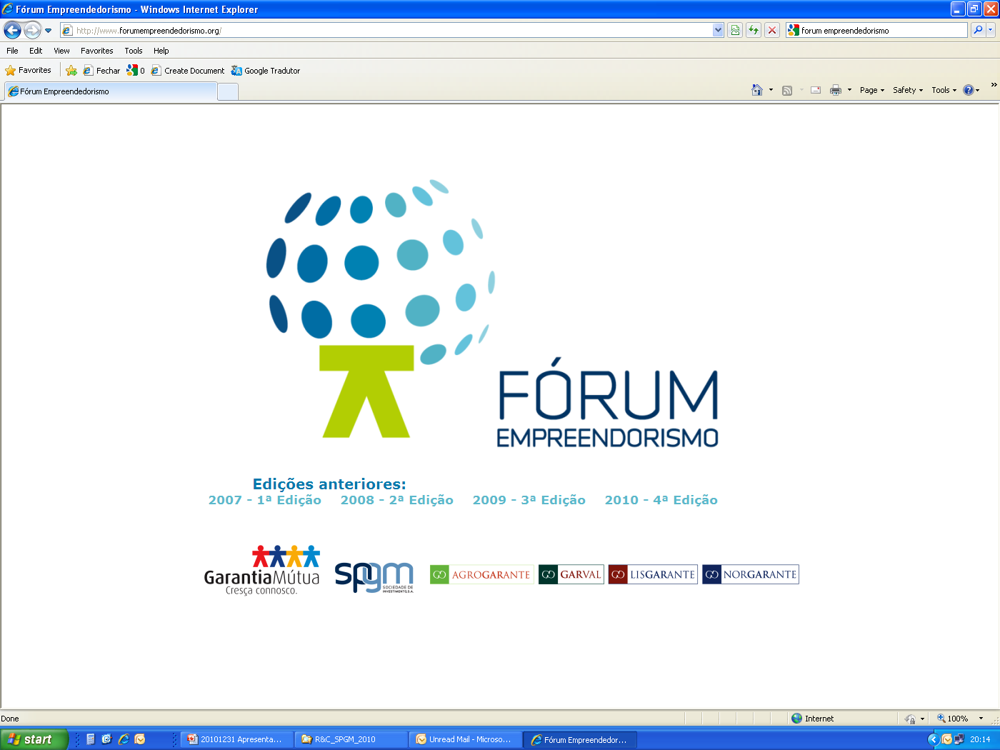 Fórum Empreendedorismo - Windows Internet Explorer
http://www.forumempreendedorismo.org/
forum empreendedorismo
File Edit View Favorites Tools Help
Favorites Fechar 0 Create Document Google Tradutor
Fórum Empreendedorismo
Page Safety Tools
FÓRUM
EMPREENDORISMO
Edições anteriores:
2007 - 1ª Edição 2008 - 2ª Edição 2009 - 3ª Edição 2010 - 4ª Edição
GarantiaMútua
Cresça connosco.
spgm
SOCIEDADE DE
INVESTIMENTO, S.A.
AGROGARANTE GARVAL LISGARANTE NORGARANTE
Done Internet 100%
start 20101231 Apresenta... R&C_SPGM_2010 Unread Mail - Microso... Fórum Empreendedor... 20:14